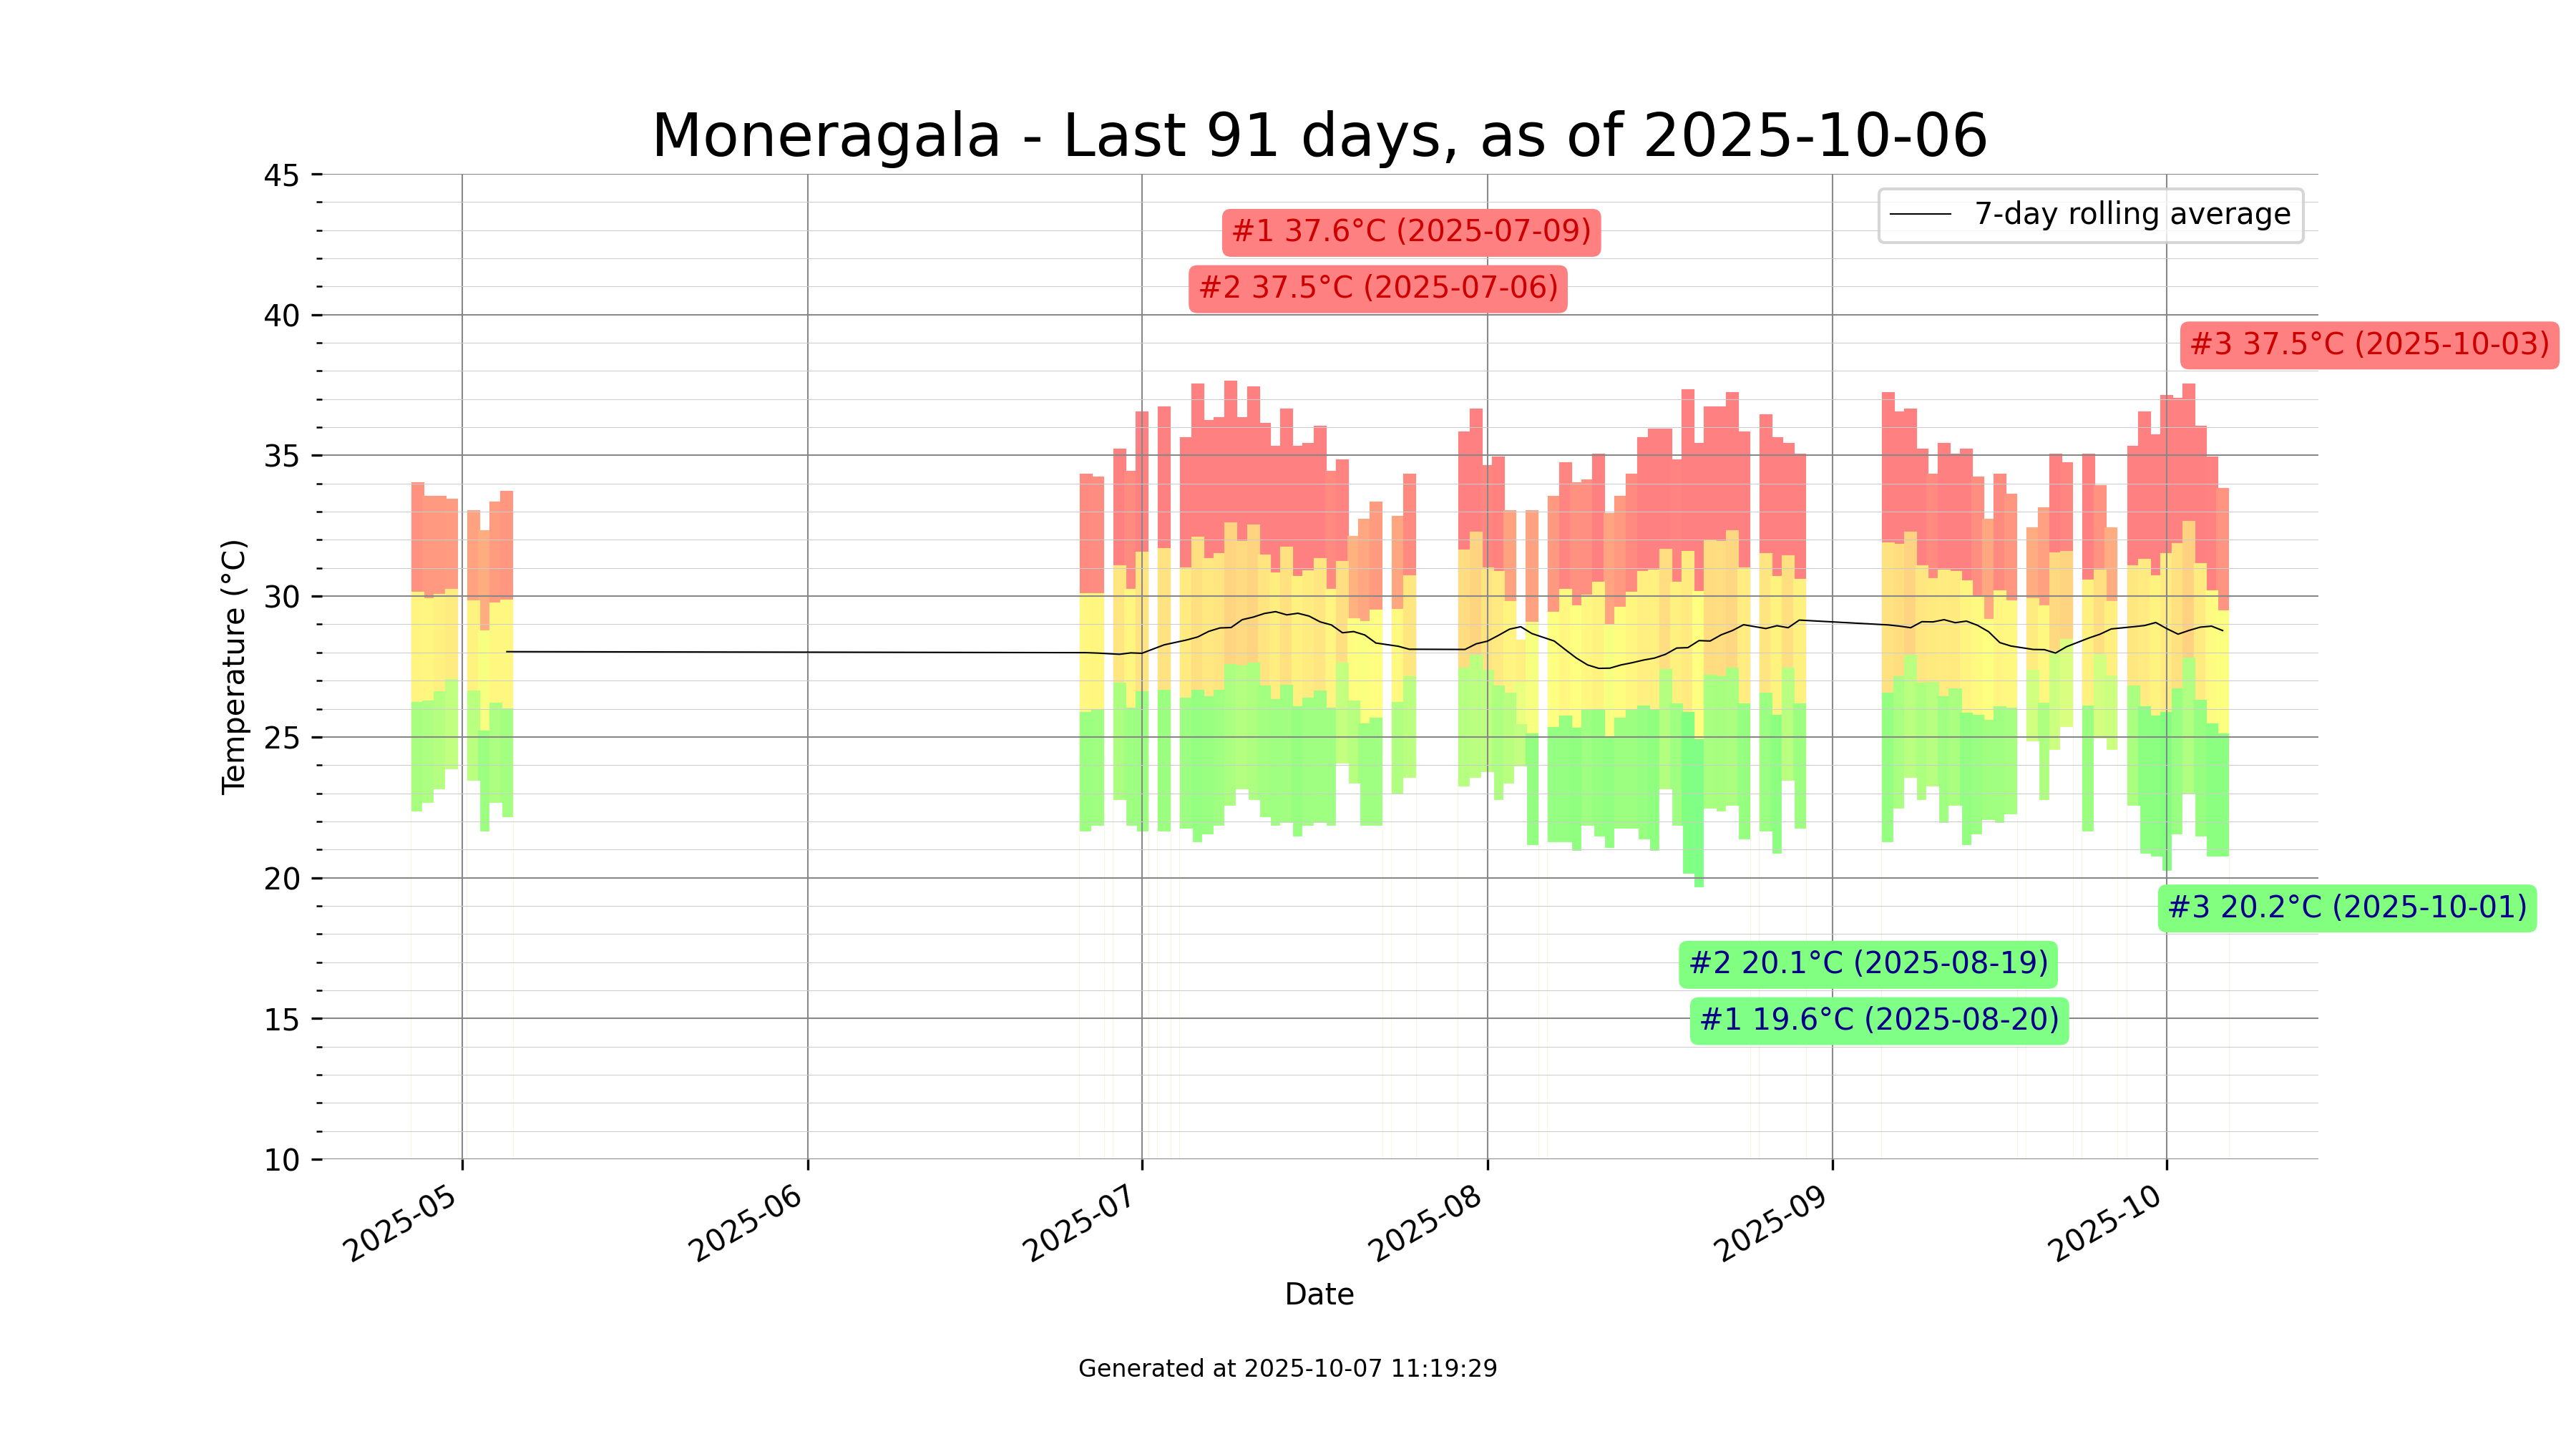 Moneragala - Last 91 days, as of 2025-10-06
7-day rolling average
#1 37.6°C (2025-07-09)
#2 37.5°C (2025-07-06)
#3 37.5°C (2025-10-03)
#3 20.2°C (2025-10-01)
#2 20.1°C (2025-08-19)
#1 19.6°C (2025-08-20)
Temperature (°C)
45
40
35
30
25
20
15
10
2025-05
2025-06
2025-07
2025-08
2025-09
2025-10
Date
Generated at 2025-10-07 11:19:29